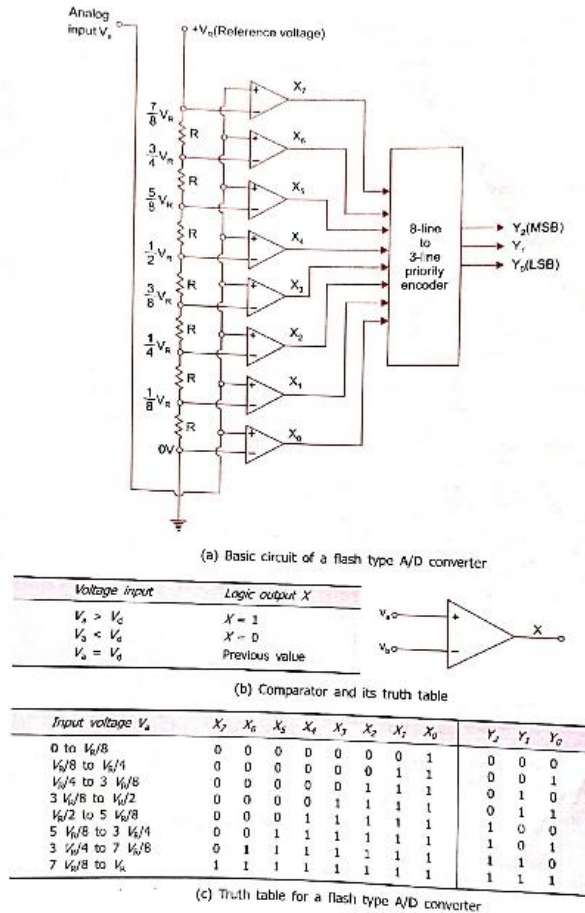 Analog
input Vₐ
+V_R(Reference voltage)
7/8 V_R
R
3/4 V_R
R
5/8 V_R
R
1/2 V_R
R
3/8 V_R
R
1/4 V_R
R
1/8 V_R
R
0V
+
−
+
−
+
−
+
−
+
−
+
−
+
−
+
−
X₇
X₆
X₅
X₄
X₃
X₂
X₁
X₀
8-line
to
3-line
priority
encoder
Y₂(MSB)
Y₁
Y₀(LSB)
(a) Basic circuit of a flash type A/D converter
Voltage input Logic output X
Vₐ > V_d X = 1
Vₐ < V_d X = 0
Vₐ = V_d Previous value
Vₐ + X
V_b −
(b) Comparator and its truth table
Input voltage Vₐ X₇ X₆ X₅ X₄ X₃ X₂ X₁ X₀ Y₂ Y₁ Y₀
0 to V_R/8 0 0 0 0 0 0 0 1 0 0 0
V_R/8 to V_R/4 0 0 0 0 0 0 1 1 0 0 1
V_R/4 to 3 V_R/8 0 0 0 0 0 1 1 1 0 1 0
3 V_R/8 to V_R/2 0 0 0 0 1 1 1 1 0 1 1
V_R/2 to 5 V_R/8 0 0 0 1 1 1 1 1 1 0 0
5 V_R/8 to 3 V_R/4 0 0 1 1 1 1 1 1 1 0 1
3 V_R/4 to 7 V_R/8 0 1 1 1 1 1 1 1 1 1 0
7 V_R/8 to V_R 1 1 1 1 1 1 1 1 1 1 1
(c) Truth table for a flash type A/D converter